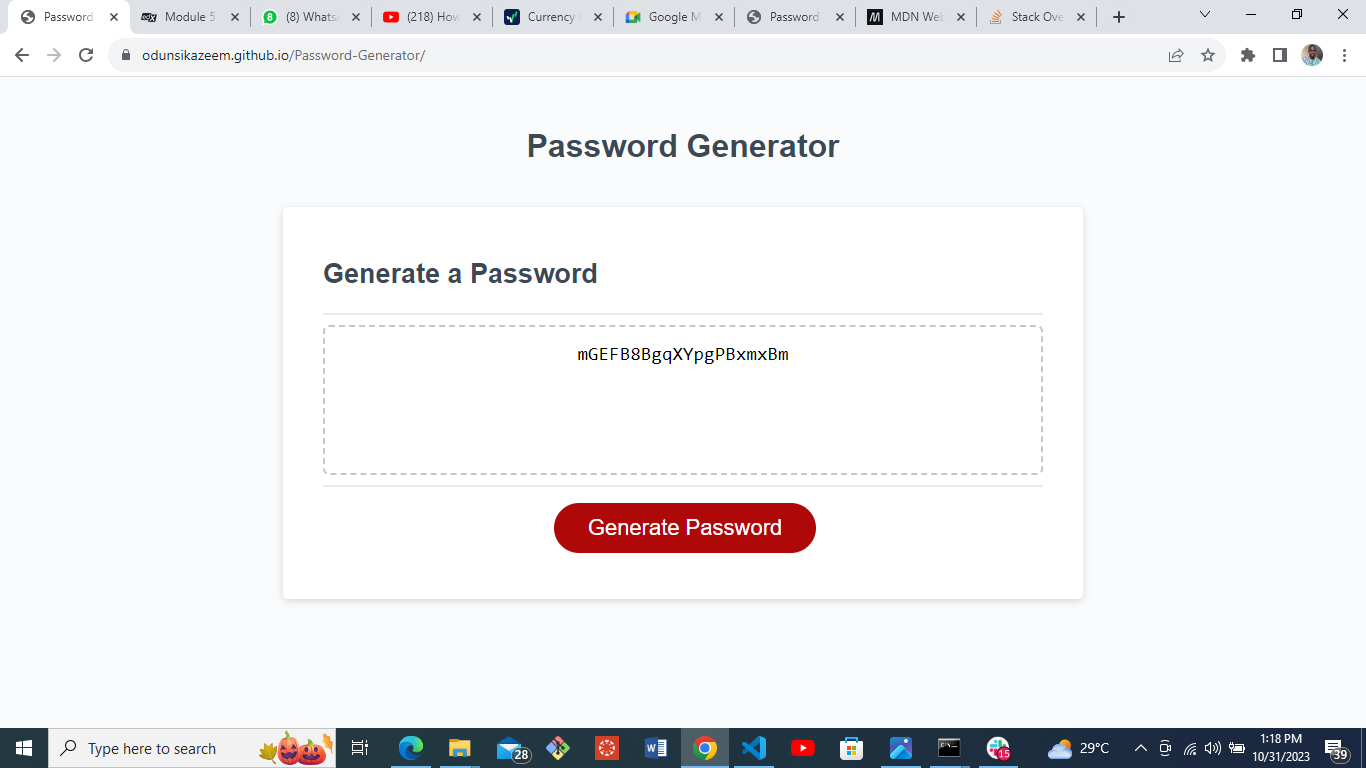 Password
Module 5
(8) Whats
(218) How
Currency
Google M
Password
MDN Web
Stack Ove
odunsikazeem.github.io/Password-Generator/
Password Generator
Generate a Password
mGEFB8BgqXYpgPBxmxBm
Generate Password
Type here to search
28
15
29°C
1:18 PM
10/31/2023
39